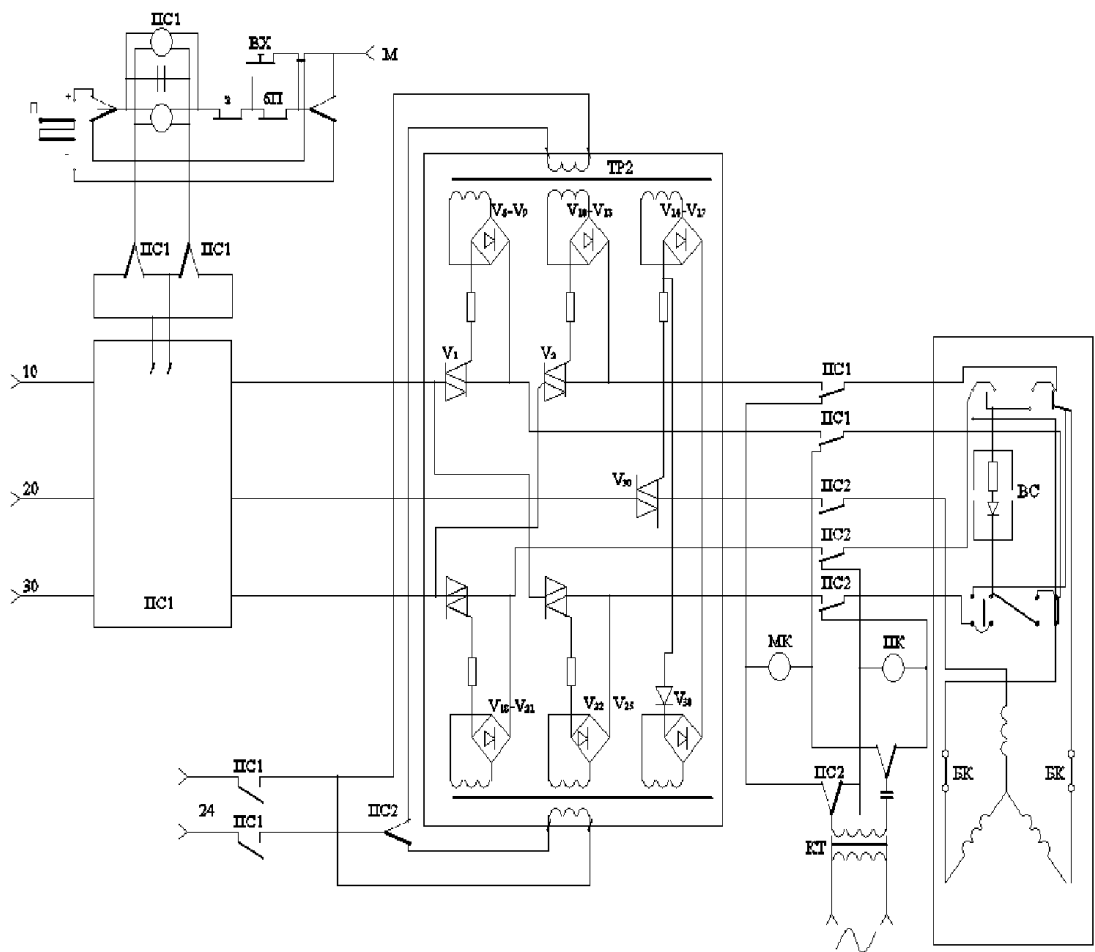 ПС1
ВХ
М
П
+
з
бП
-
ТР2
V₆-V₉
V₁₀-V₁₃
V₁₄-V₁₇
ПС1
ПС1
10
V₁
V₂
ПС1
ПС1
20
V₃₀
ПС2
ВС
ПС2
30
ПС1
ПС2
МК
ПК
V₁₈-V₂₁
V₂₂
V₂₅
ПС1
ПС2
БК
БК
24
ПС1
ПС2
КТ